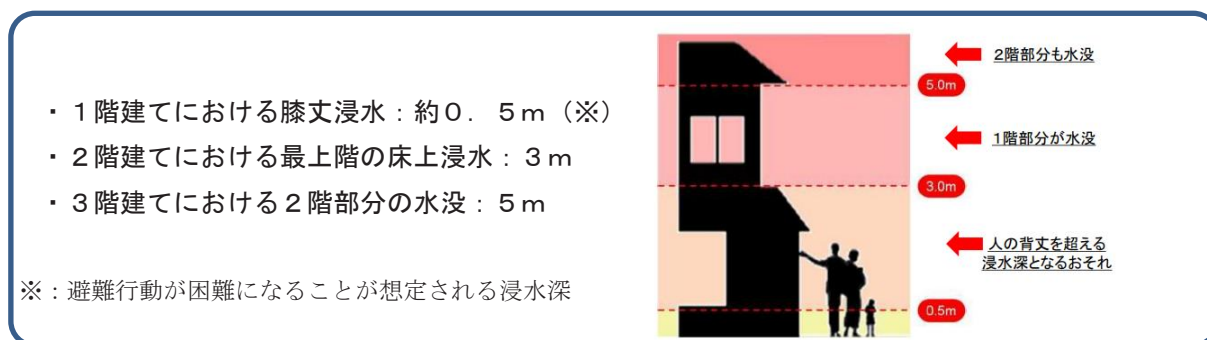 ・１階建てにおける膝丈浸水：約０．５ｍ（※）
・２階建てにおける最上階の床上浸水：３ｍ
・３階建てにおける２階部分の水没：５ｍ
※：避難行動が困難になることが想定される浸水深
2階部分も水没
5.0m
1階部分が水没
3.0m
人の背丈を超える
浸水深となるおそれ
0.5m